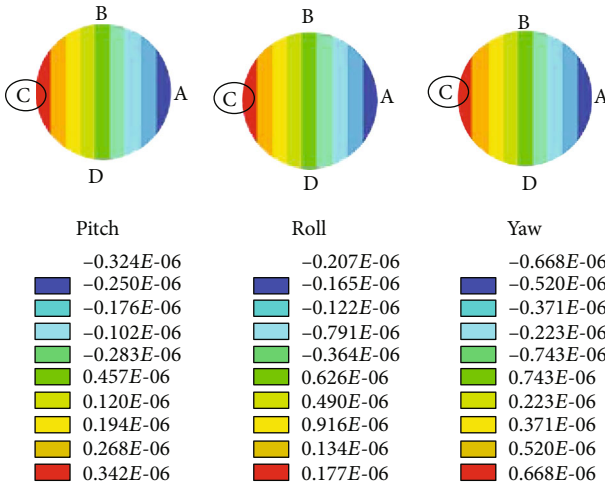 B B B
C A C A C A
D D D
Pitch Roll Yaw
–0.324E-06 –0.207E-06 –0.668E-06
–0.250E-06 –0.165E-06 –0.520E-06
–0.176E-06 –0.122E-06 –0.371E-06
–0.102E-06 –0.791E-06 –0.223E-06
–0.283E-06 –0.364E-06 –0.743E-06
0.457E-06 0.626E-06 0.743E-06
0.120E-06 0.490E-06 0.223E-06
0.194E-06 0.916E-06 0.371E-06
0.268E-06 0.134E-06 0.520E-06
0.342E-06 0.177E-06 0.668E-06